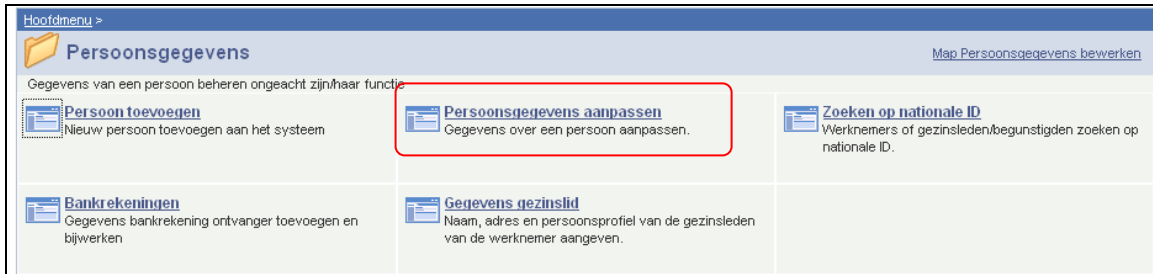 Hoofdmenu >
Persoonsgegevens
Map Persoonsgegevens bewerken
Gegevens van een persoon beheren ongeacht zijn/haar functie
Persoon toevoegen
Nieuw persoon toevoegen aan het systeem
Persoonsgegevens aanpassen
Gegevens over een persoon aanpassen.
Zoeken op nationale ID
Werknemers of gezinsleden/begunstigden zoeken op
nationale ID.
Bankrekeningen
Gegevens bankrekening ontvanger toevoegen en
bijwerken
Gegevens gezinslid
Naam, adres en persoonsprofiel van de gezinsleden
van de werknemer aangeven.